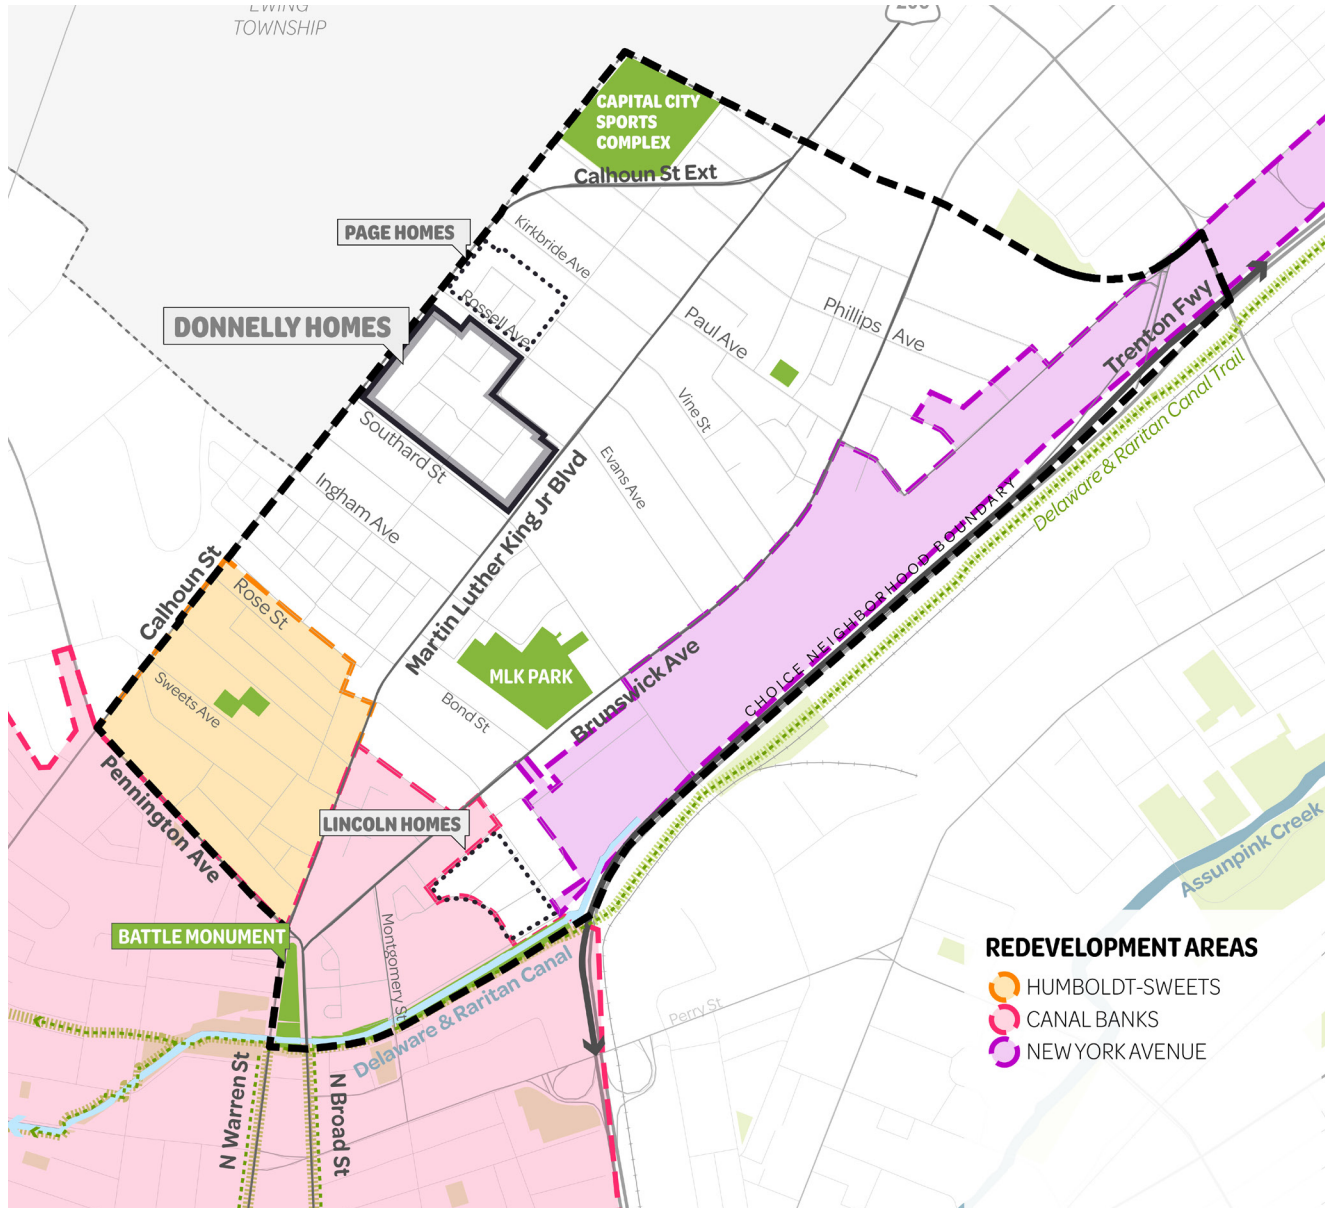 EWING
TOWNSHIP
CAPITAL CITY
SPORTS
COMPLEX
Calhoun St Ext
PAGE HOMES
Kirkbride Ave
Rossell Ave
DONNELLY HOMES
Paul Ave
Phillips Ave
Trenton Fwy
Delaware & Raritan Canal Trail
Vine St
Southard St
Evans Ave
Ingham Ave
Martin Luther King Jr Blvd
CHOICE NEIGHBORHOOD BOUNDARY
Calhoun St
Rose St
MLK PARK
Sweets Ave
Bond St
Brunswick Ave
Pennington Ave
LINCOLN HOMES
Assunpink Creek
BATTLE MONUMENT
Montgomery St
Delaware & Raritan Canal
Perry St
N Warren St
N Broad St
REDEVELOPMENT AREAS
HUMBOLDT-SWEETS
CANAL BANKS
NEW YORK AVENUE